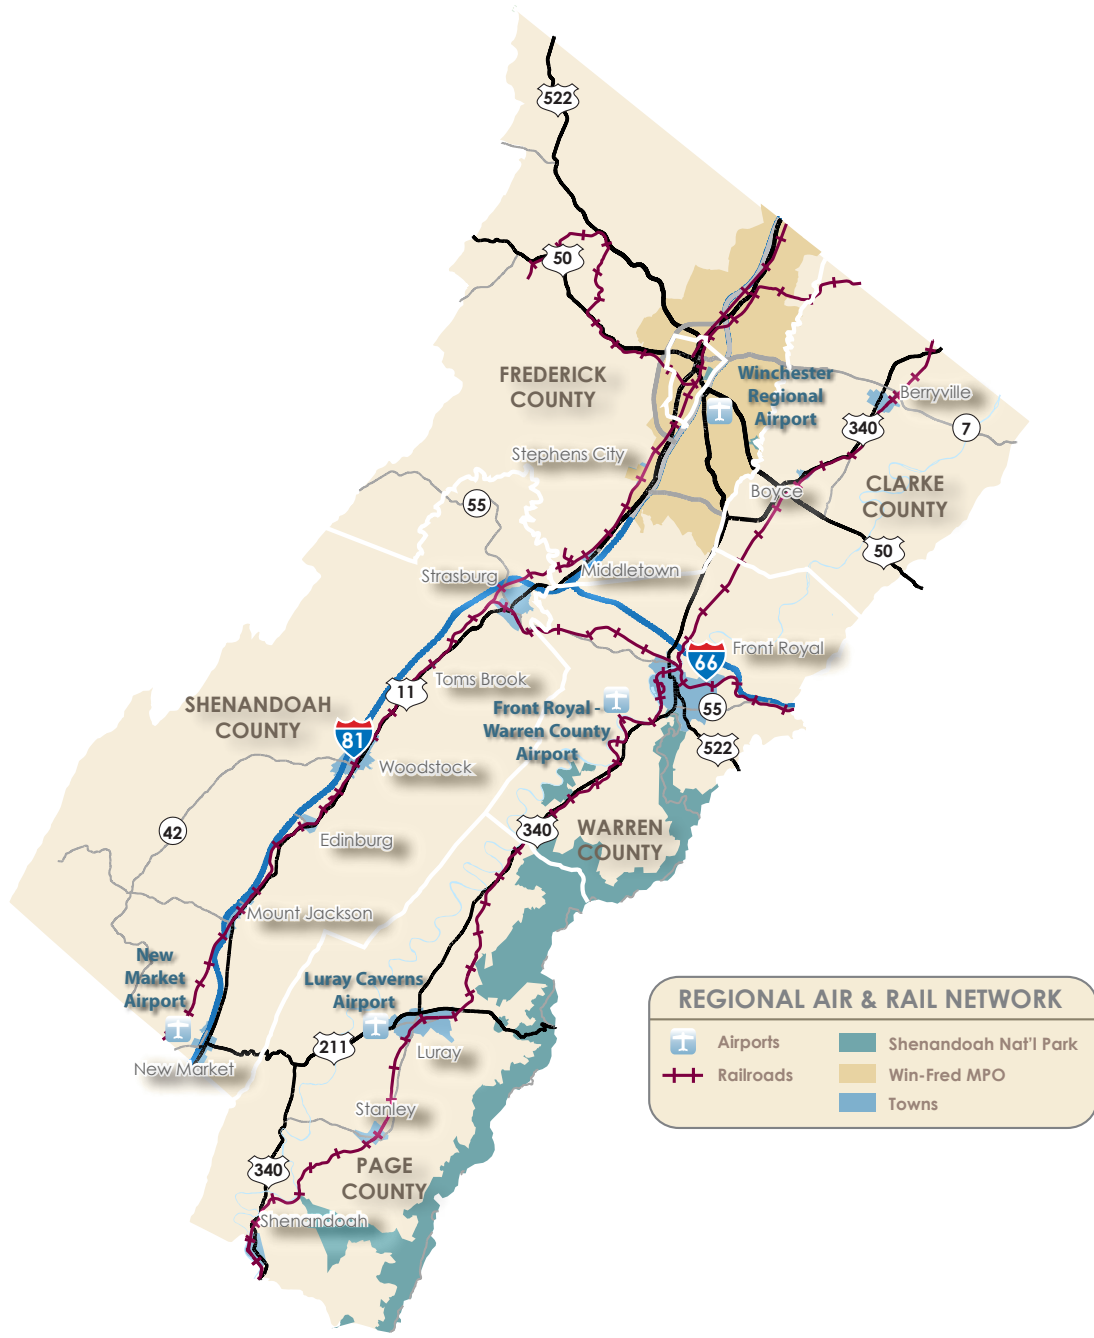 522
50
FREDERICK
COUNTY
Winchester
Regional
Airport
Berryville
340
7
Stephens City
Boyce
CLARKE
COUNTY
55
50
Strasburg
Middletown
Front Royal
66
Toms Brook
11
SHENANDOAH
COUNTY
Front Royal -
Warren County
Airport
55
522
81
Woodstock
42
Edinburg
340
WARREN
COUNTY
Mount Jackson
New
Market
Airport
Luray Caverns
Airport
211
Luray
New Market
Stanley
PAGE
COUNTY
340
Shenandoah
REGIONAL AIR & RAIL NETWORK
Airports
Railroads
Shenandoah Nat'l Park
Win-Fred MPO
Towns